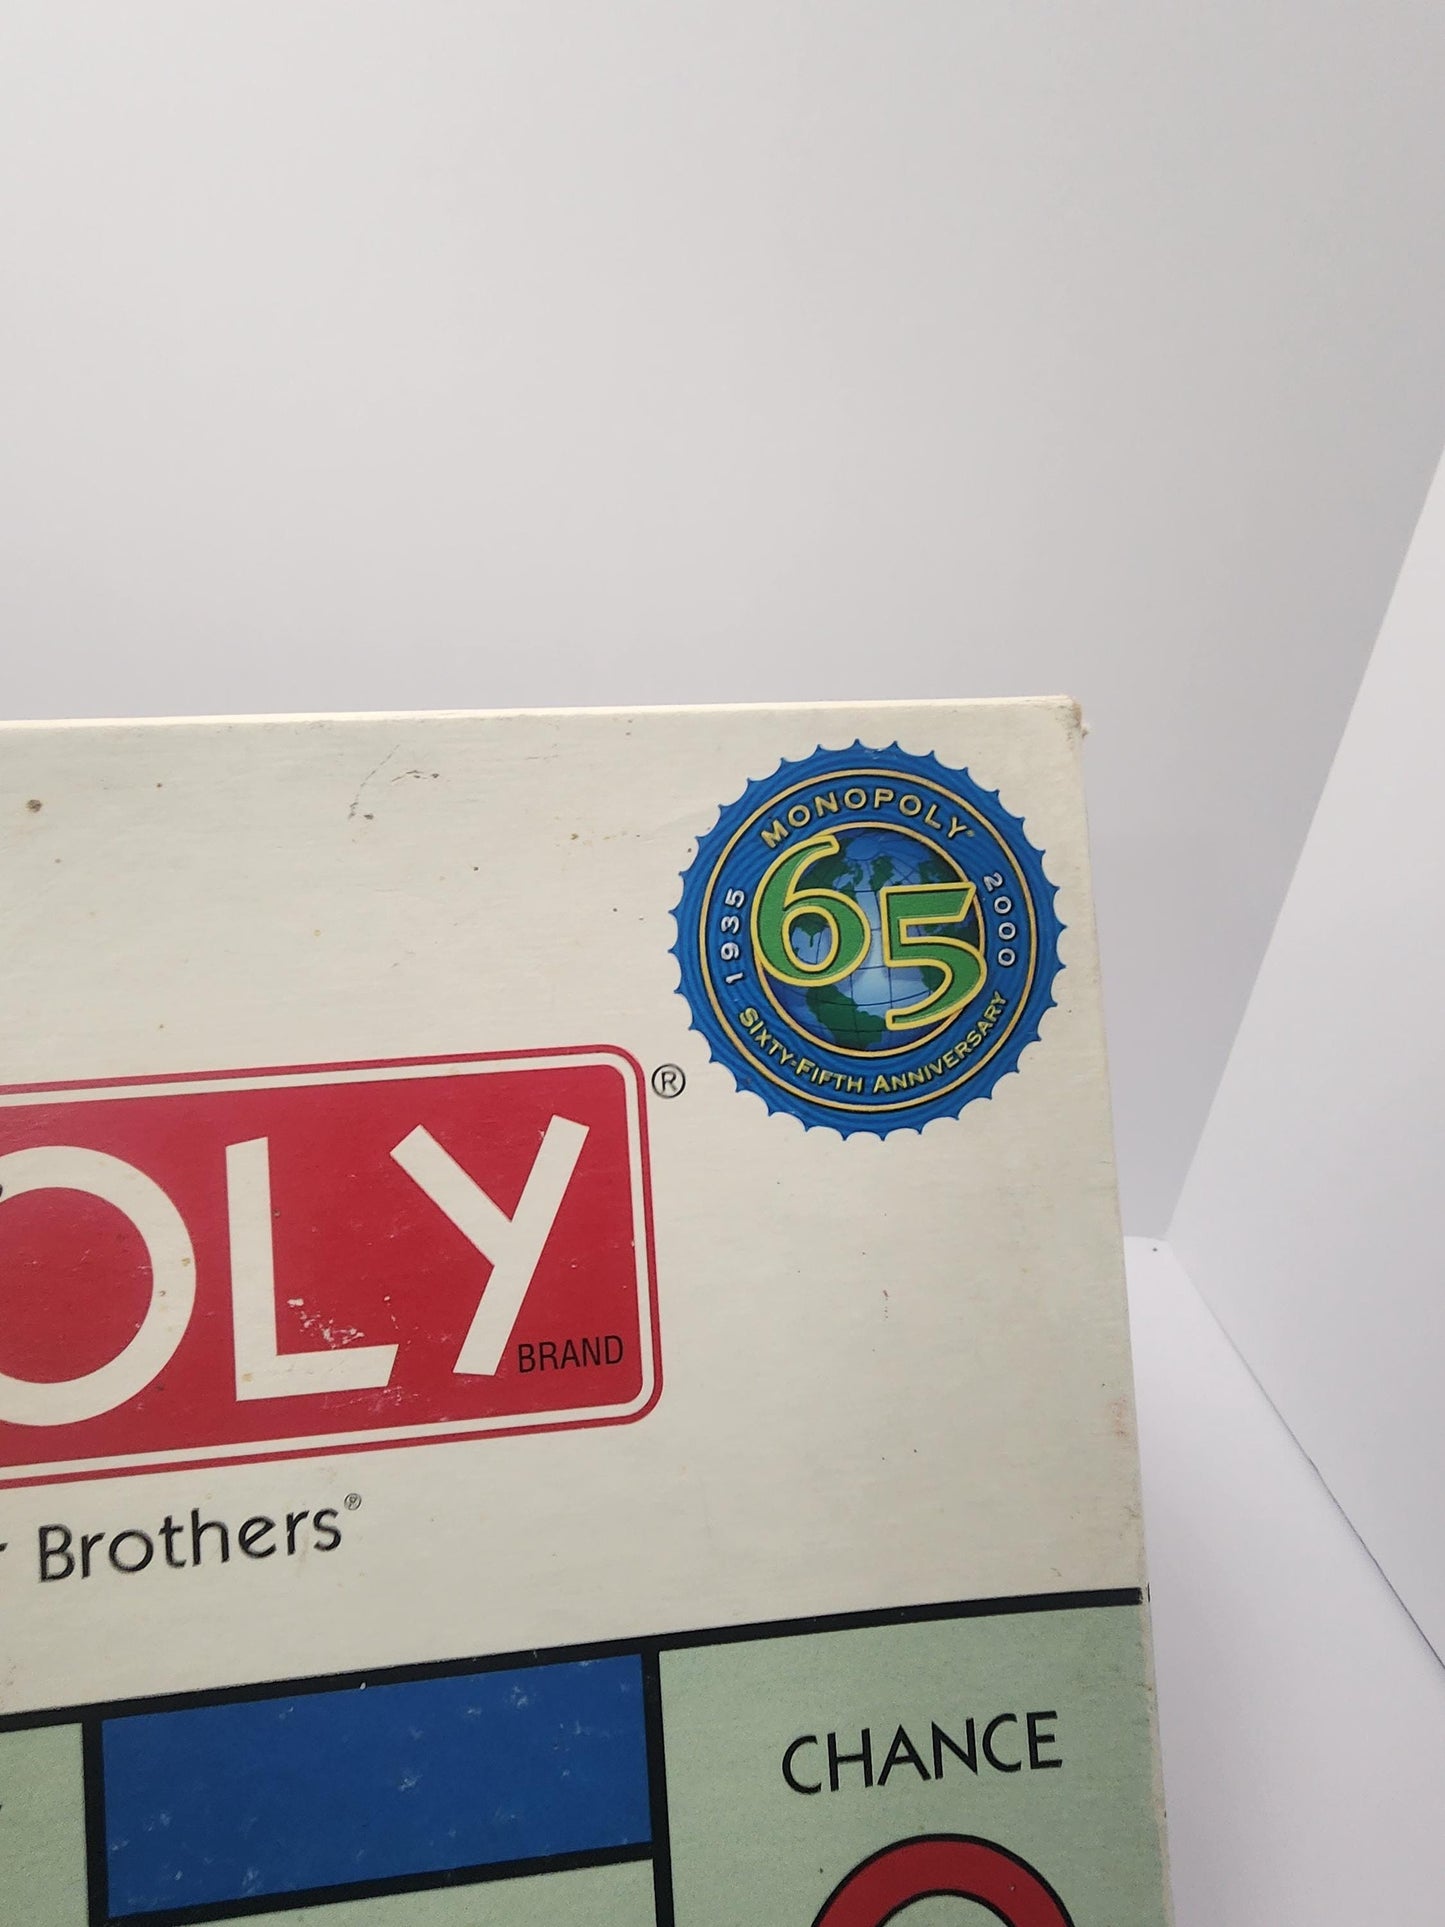 MONOPOLY
1935
65
2000
SIXTY-FIFTH ANNIVERSARY
OLY ®
BRAND
r Brothers®
CHANCE